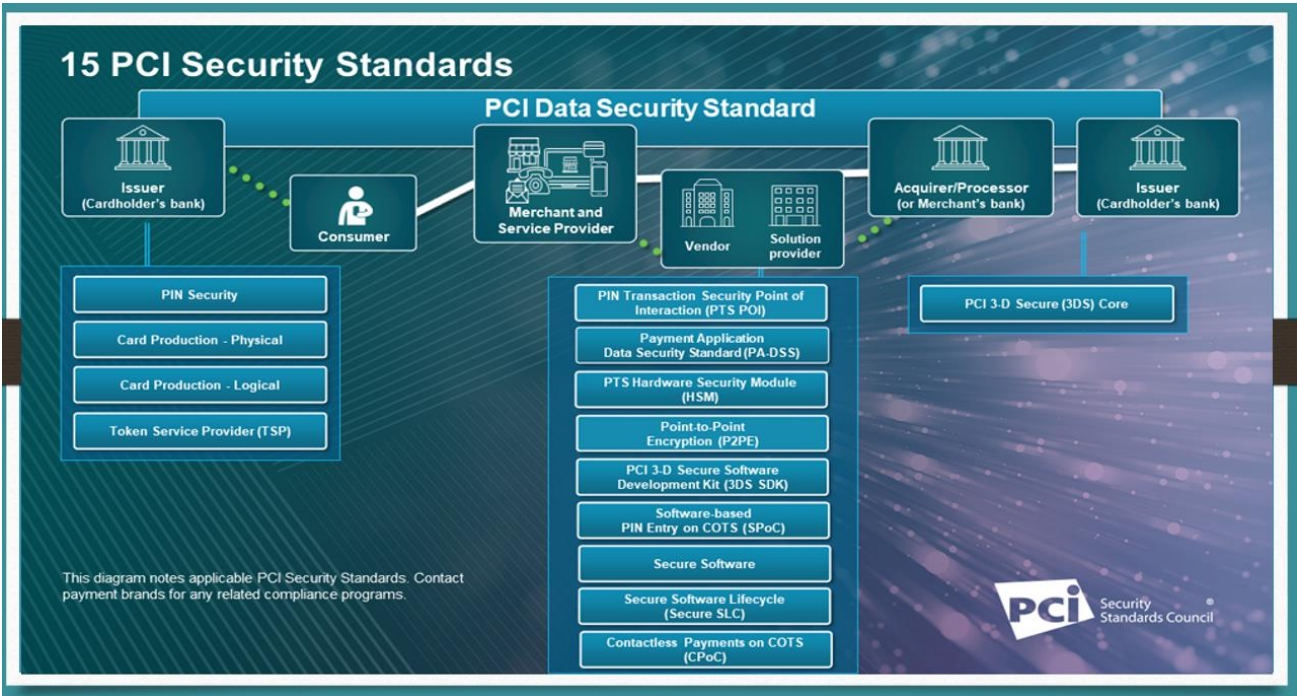 15 PCI Security Standards
PCI Data Security Standard
Issuer
(Cardholder's bank)
Consumer
Merchant and
Service Provider
Vendor
Solution
provider
Acquirer/Processor
(or Merchant's bank)
Issuer
(Cardholder's bank)
PIN Security
Card Production - Physical
Card Production - Logical
Token Service Provider (TSP)
PIN Transaction Security Point of
Interaction (PTS POI)
Payment Application
Data Security Standard (PA-DSS)
PTS Hardware Security Module
(HSM)
Point-to-Point
Encryption (P2PE)
PCI 3-D Secure Software
Development Kit (3DS SDK)
Software-based
PIN Entry on COTS (SPoC)
Secure Software
Secure Software Lifecycle
(Secure SLC)
Contactless Payments on COTS
(CPoC)
PCI 3-D Secure (3DS) Core
This diagram notes applicable PCI Security Standards. Contact
payment brands for any related compliance programs.
PCI Security
Standards Council®